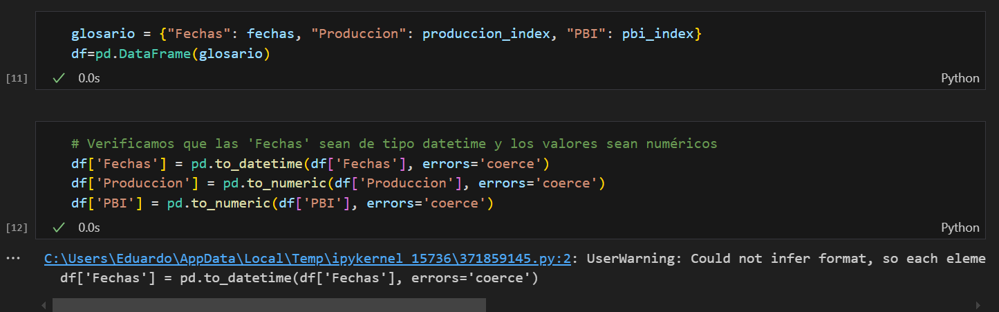 glosario = {"Fechas": fechas, "Produccion": produccion_index, "PBI": pbi_index}
df=pd.DataFrame(glosario)
[11]
0.0s
Python
# Verificamos que las 'Fechas' sean de tipo datetime y los valores sean numéricos
df['Fechas'] = pd.to_datetime(df['Fechas'], errors='coerce')
df['Produccion'] = pd.to_numeric(df['Produccion'], errors='coerce')
df['PBI'] = pd.to_numeric(df['PBI'], errors='coerce')
[12]
0.0s
Python
C:\Users\Eduardo\AppData\Local\Temp\ipykernel_15736\371859145.py:2: UserWarning: Could not infer format, so each eleme
df['Fechas'] = pd.to_datetime(df['Fechas'], errors='coerce')